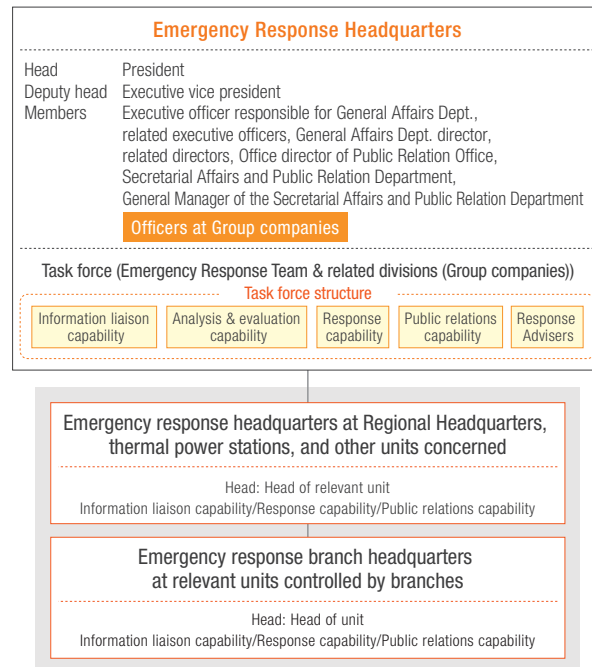 Emergency Response Headquarters
Head President
Deputy head Executive vice president
Members Executive officer responsible for General Affairs Dept.,
related executive officers, General Affairs Dept. director,
related directors, Office director of Public Relation Office,
Secretarial Affairs and Public Relation Department,
General Manager of the Secretarial Affairs and Public Relation Department
Officers at Group companies
Task force (Emergency Response Team & related divisions (Group companies))
Task force structure
Information liaison
capability
Analysis & evaluation
capability
Response
capability
Public relations
capability
Response
Advisers
Emergency response headquarters at Regional Headquarters,
thermal power stations, and other units concerned
Head: Head of relevant unit
Information liaison capability/Response capability/Public relations capability
Emergency response branch headquarters
at relevant units controlled by branches
Head: Head of unit
Information liaison capability/Response capability/Public relations capability